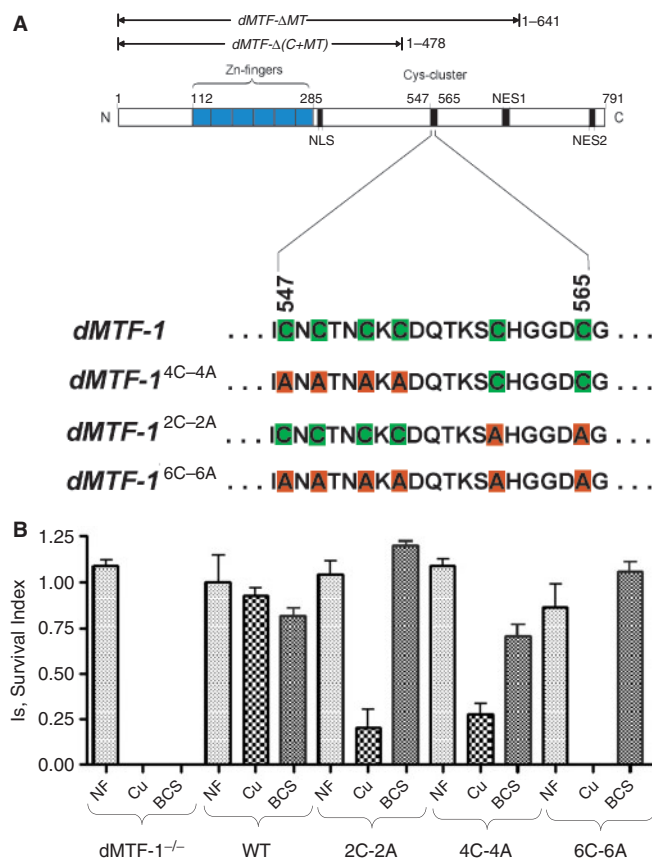 A
dMTF-ΔMT 1–641
dMTF-Δ(C+MT) 1–478
Zn-fingers Cys-cluster
1 112 285 547 565 NES1 791
N C
NLS NES2
547 565
dMTF-1 . . . ICNCTNCKCDQTKSCHGGDCG . . .
dMTF-1 4C–4A . . . IANATNAKADQTKSCHGGDCG . . .
dMTF-1 2C–2A . . . ICNCTNCKCDQTKSAHGGDAG . . .
dMTF-1 6C–6A . . . IANATNAKADQTKSAHGGDAG . . .
B
Is, Survival Index
1.25
1.00
0.75
0.50
0.25
0.00
NF Cu BCS NF Cu BCS NF Cu BCS NF Cu BCS NF Cu BCS
dMTF-1–/– WT 2C-2A 4C-4A 6C-6A